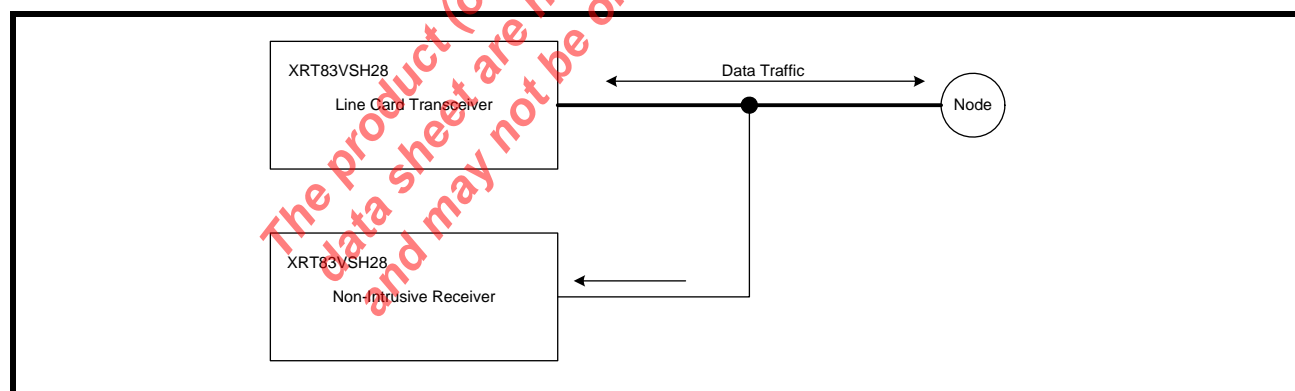 XRT83VSH28
Line Card Transceiver
Data Traffic
Node
XRT83VSH28
Non-Intrusive Receiver
The product (o
data sheet are
and may not be o